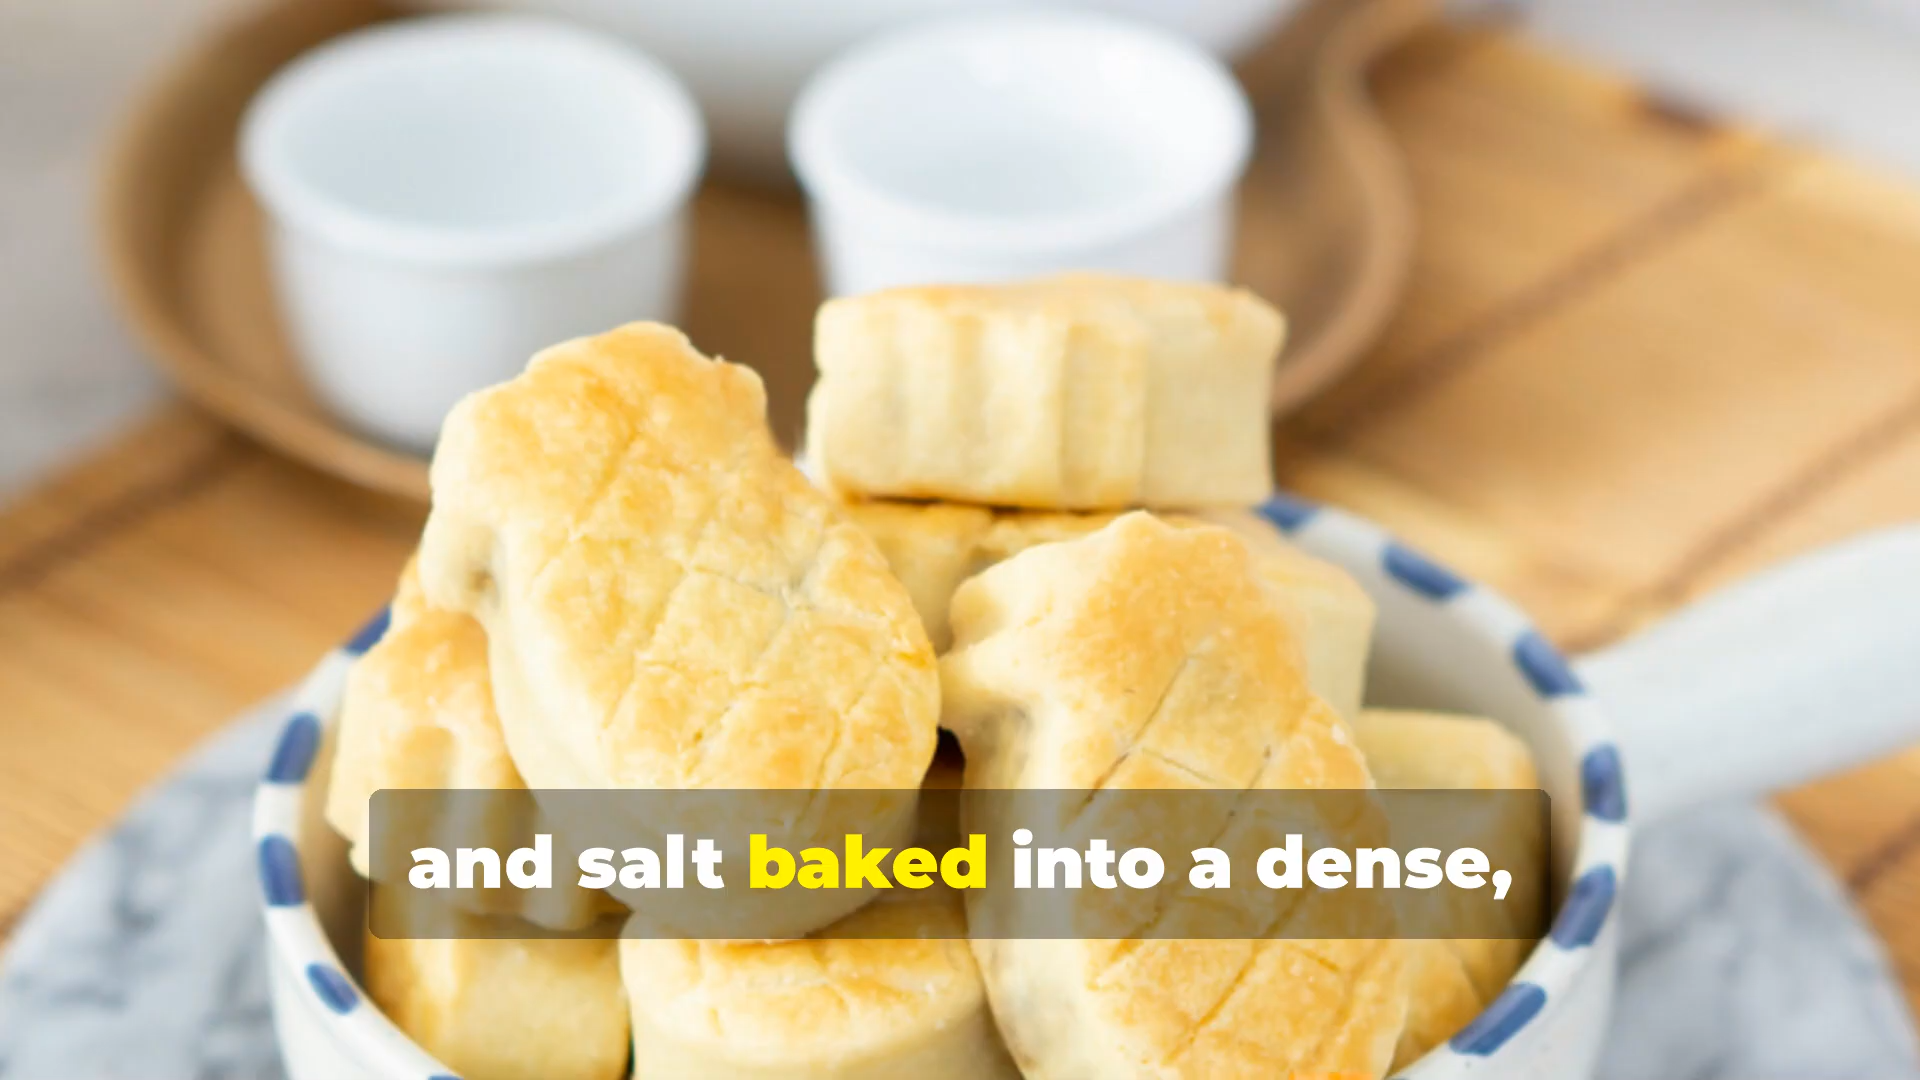 and salt baked into a dense,